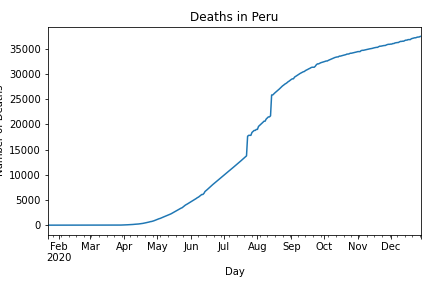 Deaths in Peru
Number of Deaths
35000
30000
25000
20000
15000
10000
5000
0
Feb Mar Apr May Jun Jul Aug Sep Oct Nov Dec
2020
Day